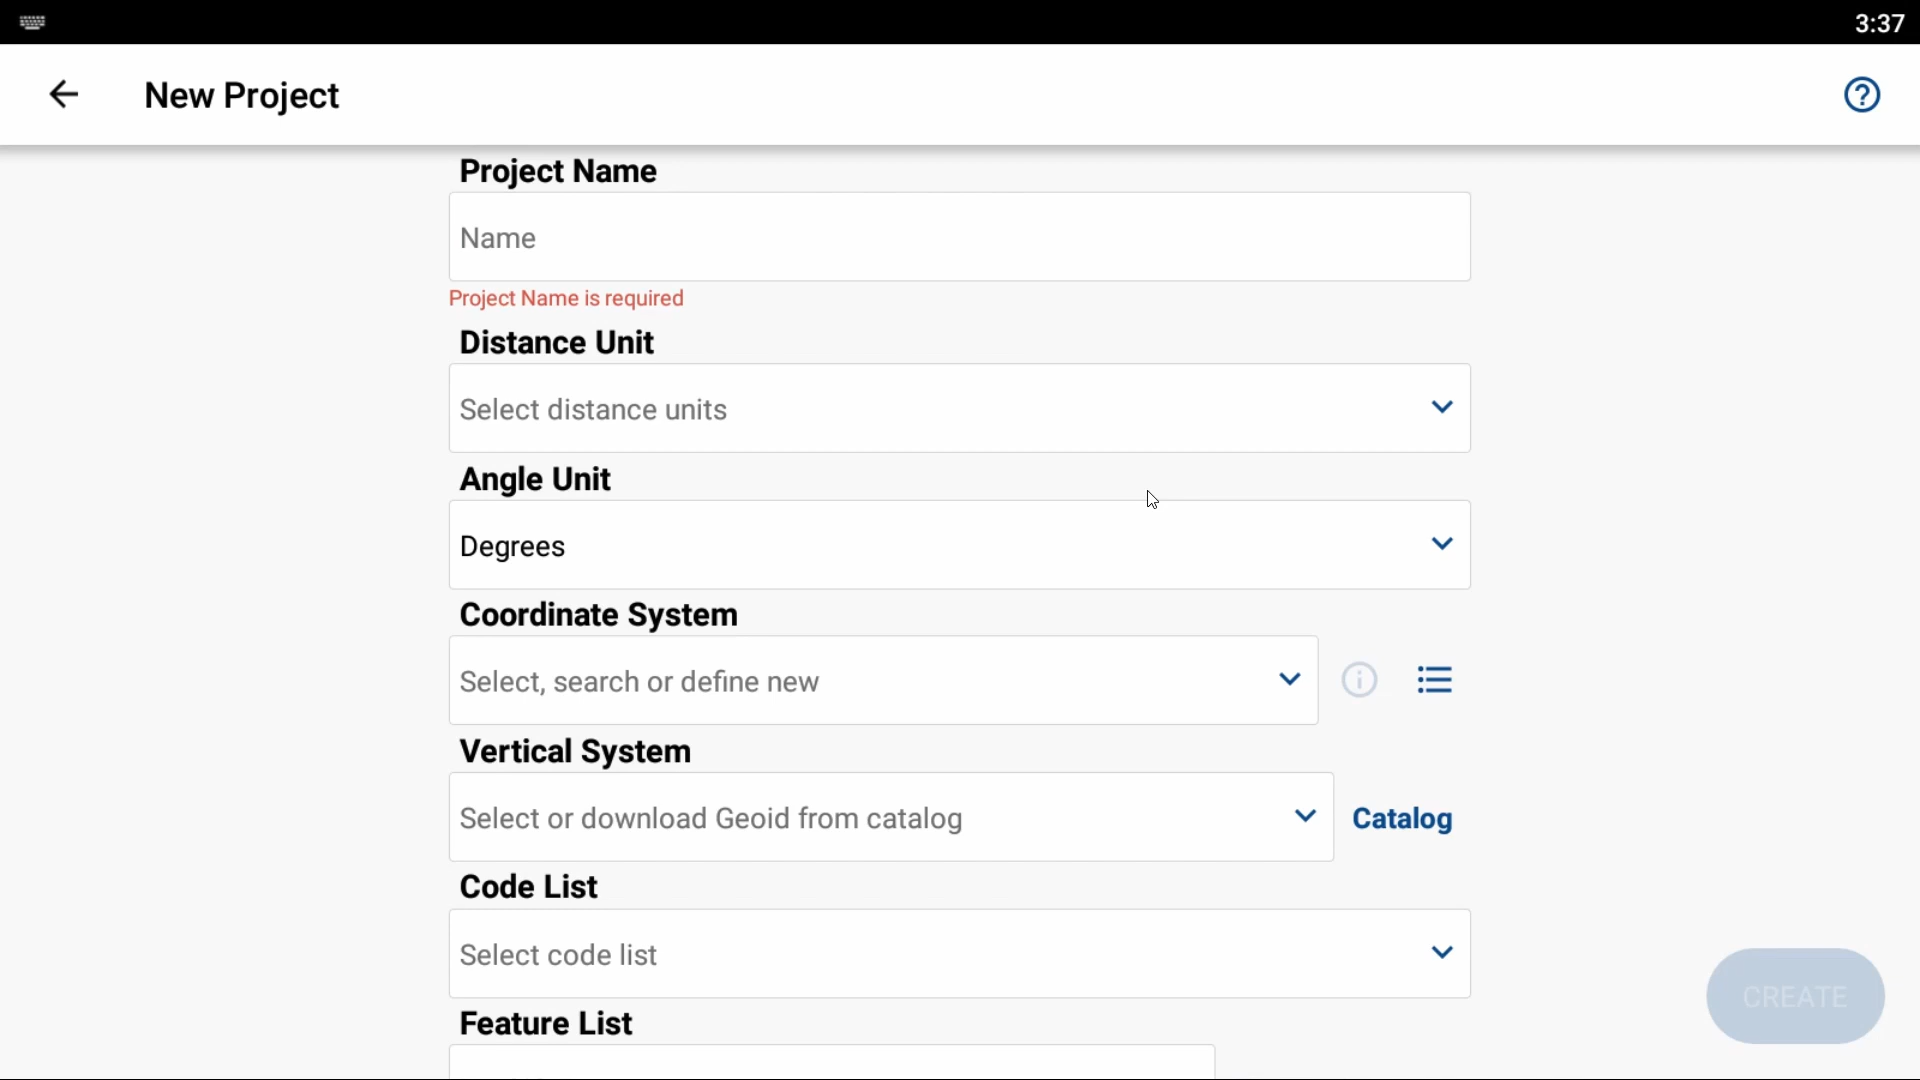 3:37
New Project
Project Name
Name
Project Name is required
Distance Unit
Select distance units
Angle Unit
Degrees
Coordinate System
Select, search or define new
Vertical System
Select or download Geoid from catalog
Catalog
Code List
Select code list
CREATE
Feature List